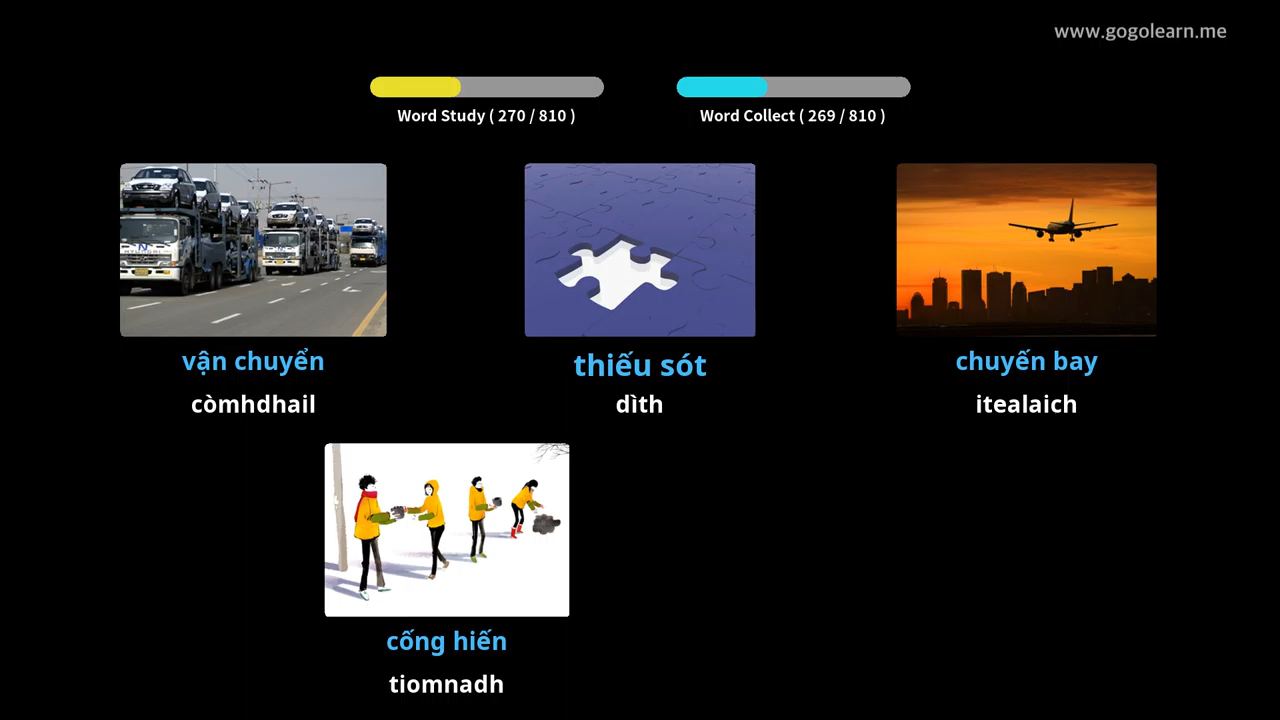 www.gogolearn.me
Word Study ( 270 / 810 )
Word Collect ( 269 / 810 )
vận chuyển
còmhdhail
thiếu sót
dìth
chuyến bay
itealaich
cống hiến
tiomnadh